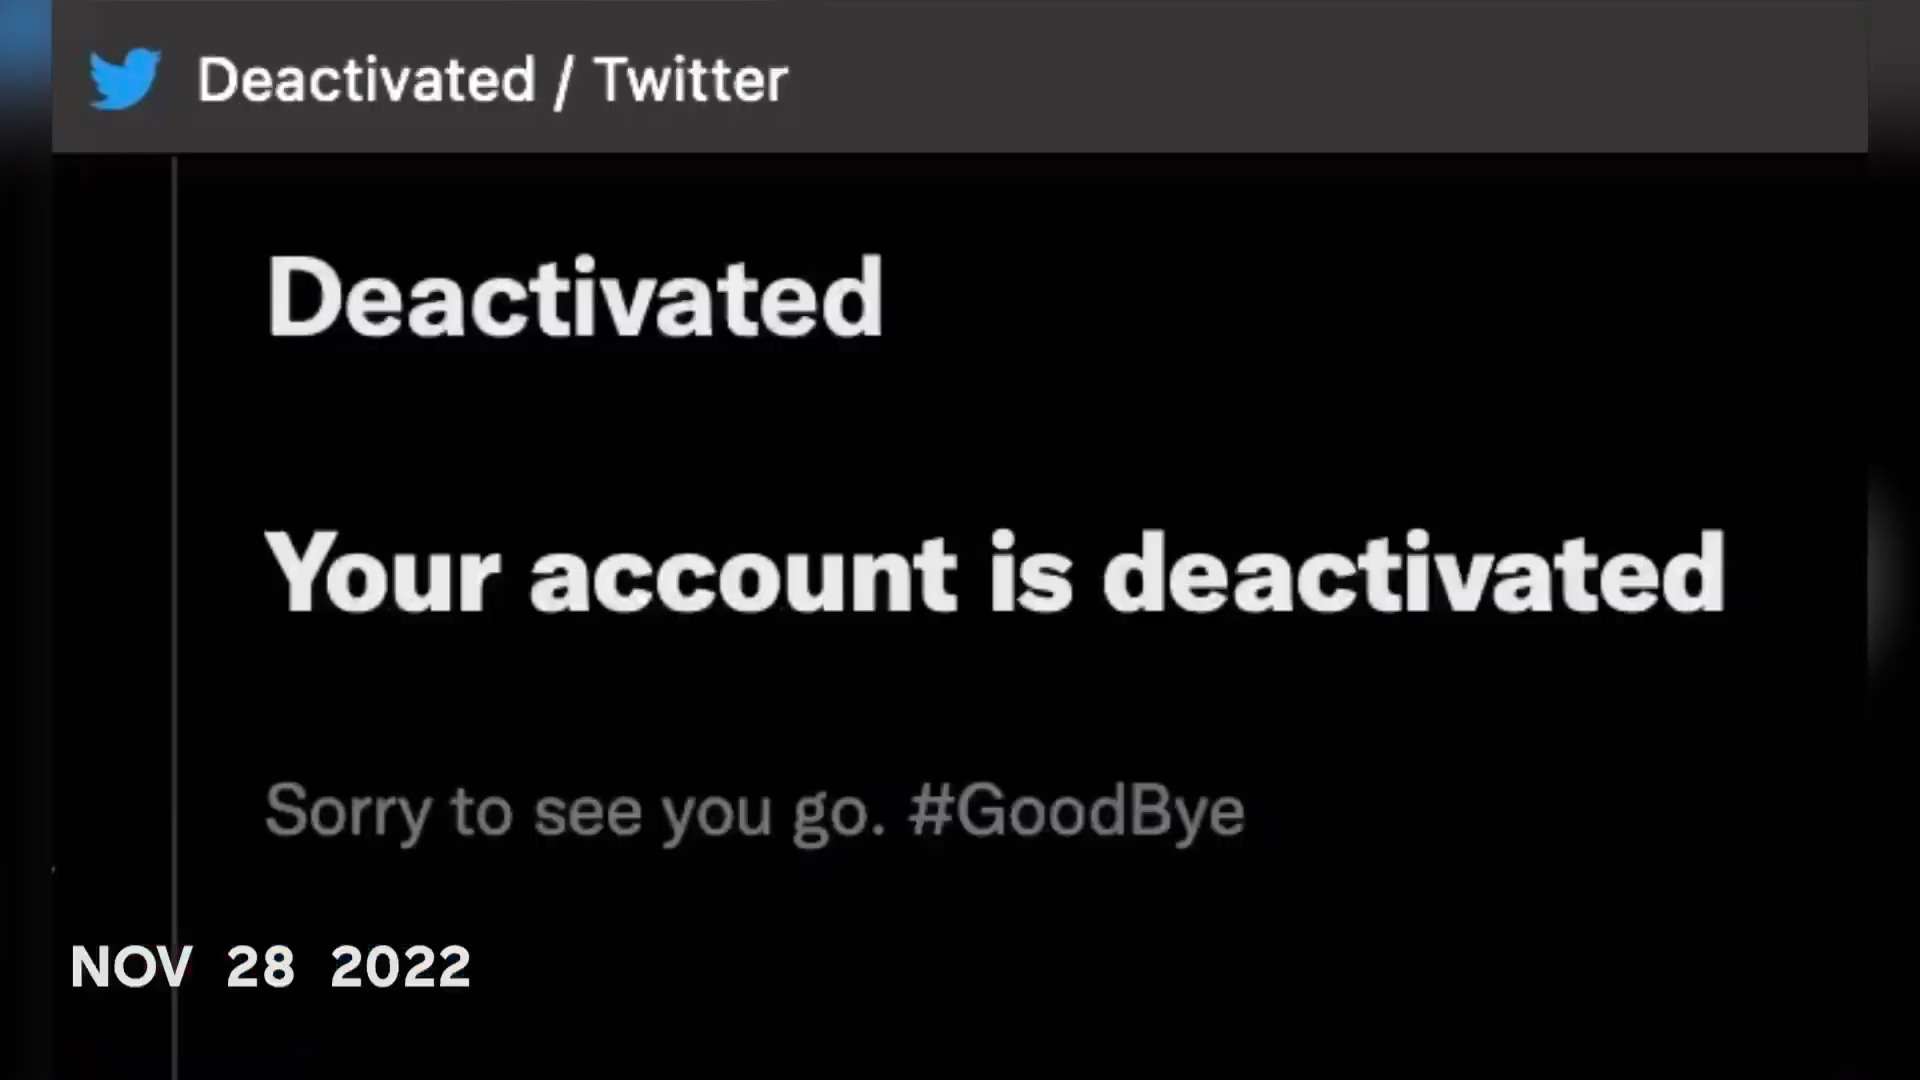 Deactivated / Twitter
Deactivated
Your account is deactivated
Sorry to see you go. #GoodBye
NOV 28 2022